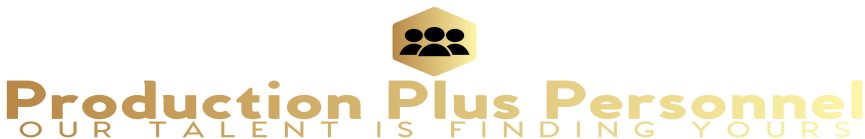 Production Plus Personnel
OUR TALENT IS FINDING YOURS